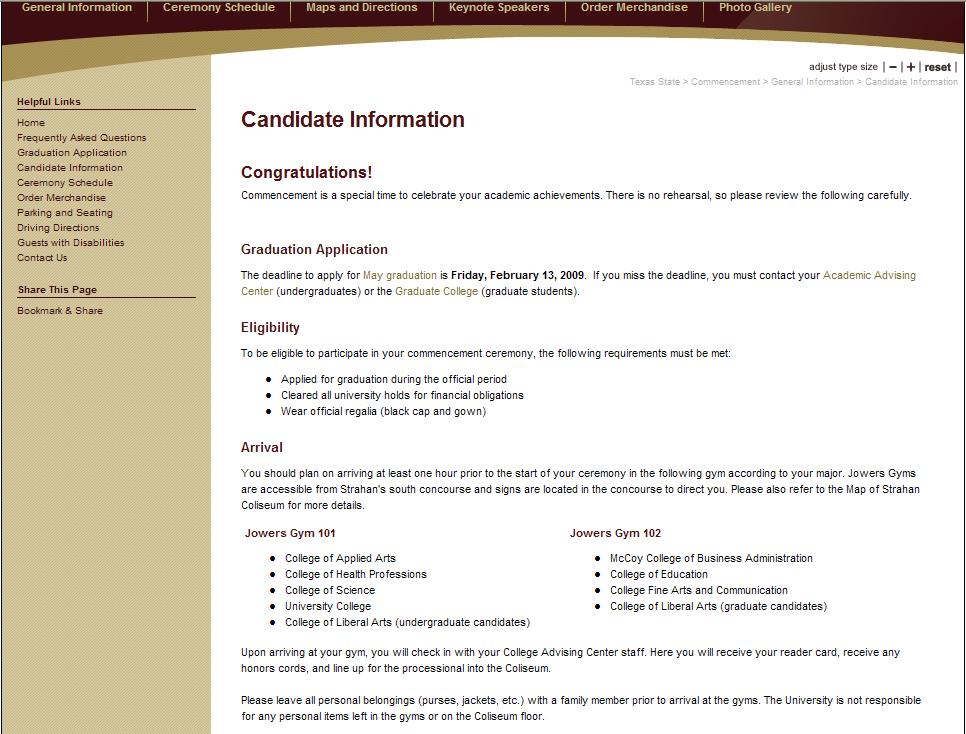 General Information Ceremony Schedule Maps and Directions Keynote Speakers Order Merchandise Photo Gallery
adjust type size | − | + | reset |
Texas State > Commencement > General Information > Candidate Information
Helpful Links
Home
Frequently Asked Questions
Graduation Application
Candidate Information
Ceremony Schedule
Order Merchandise
Parking and Seating
Driving Directions
Guests with Disabilities
Contact Us
Share This Page
Bookmark & Share
Candidate Information
Congratulations!
Commencement is a special time to celebrate your academic achievements. There is no rehearsal, so please review the following carefully.
Graduation Application
The deadline to apply for May graduation is Friday, February 13, 2009. If you miss the deadline, you must contact your Academic Advising
Center (undergraduates) or the Graduate College (graduate students).
Eligibility
To be eligible to participate in your commencement ceremony, the following requirements must be met:
● Applied for graduation during the official period
● Cleared all university holds for financial obligations
● Wear official regalia (black cap and gown)
Arrival
You should plan on arriving at least one hour prior to the start of your ceremony in the following gym according to your major. Jowers Gyms
are accessible from Strahan's south concourse and signs are located in the concourse to direct you. Please also refer to the Map of Strahan
Coliseum for more details.
Jowers Gym 101
● College of Applied Arts
● College of Health Professions
● College of Science
● University College
● College of Liberal Arts (undergraduate candidates)
Jowers Gym 102
● McCoy College of Business Administration
● College of Education
● College Fine Arts and Communication
● College of Liberal Arts (graduate candidates)
Upon arriving at your gym, you will check in with your College Advising Center staff. Here you will receive your reader card, receive any
honors cords, and line up for the processional into the Coliseum.
Please leave all personal belongings (purses, jackets, etc.) with a family member prior to arrival at the gyms. The University is not responsible
for any personal items left in the gyms or on the Coliseum floor.